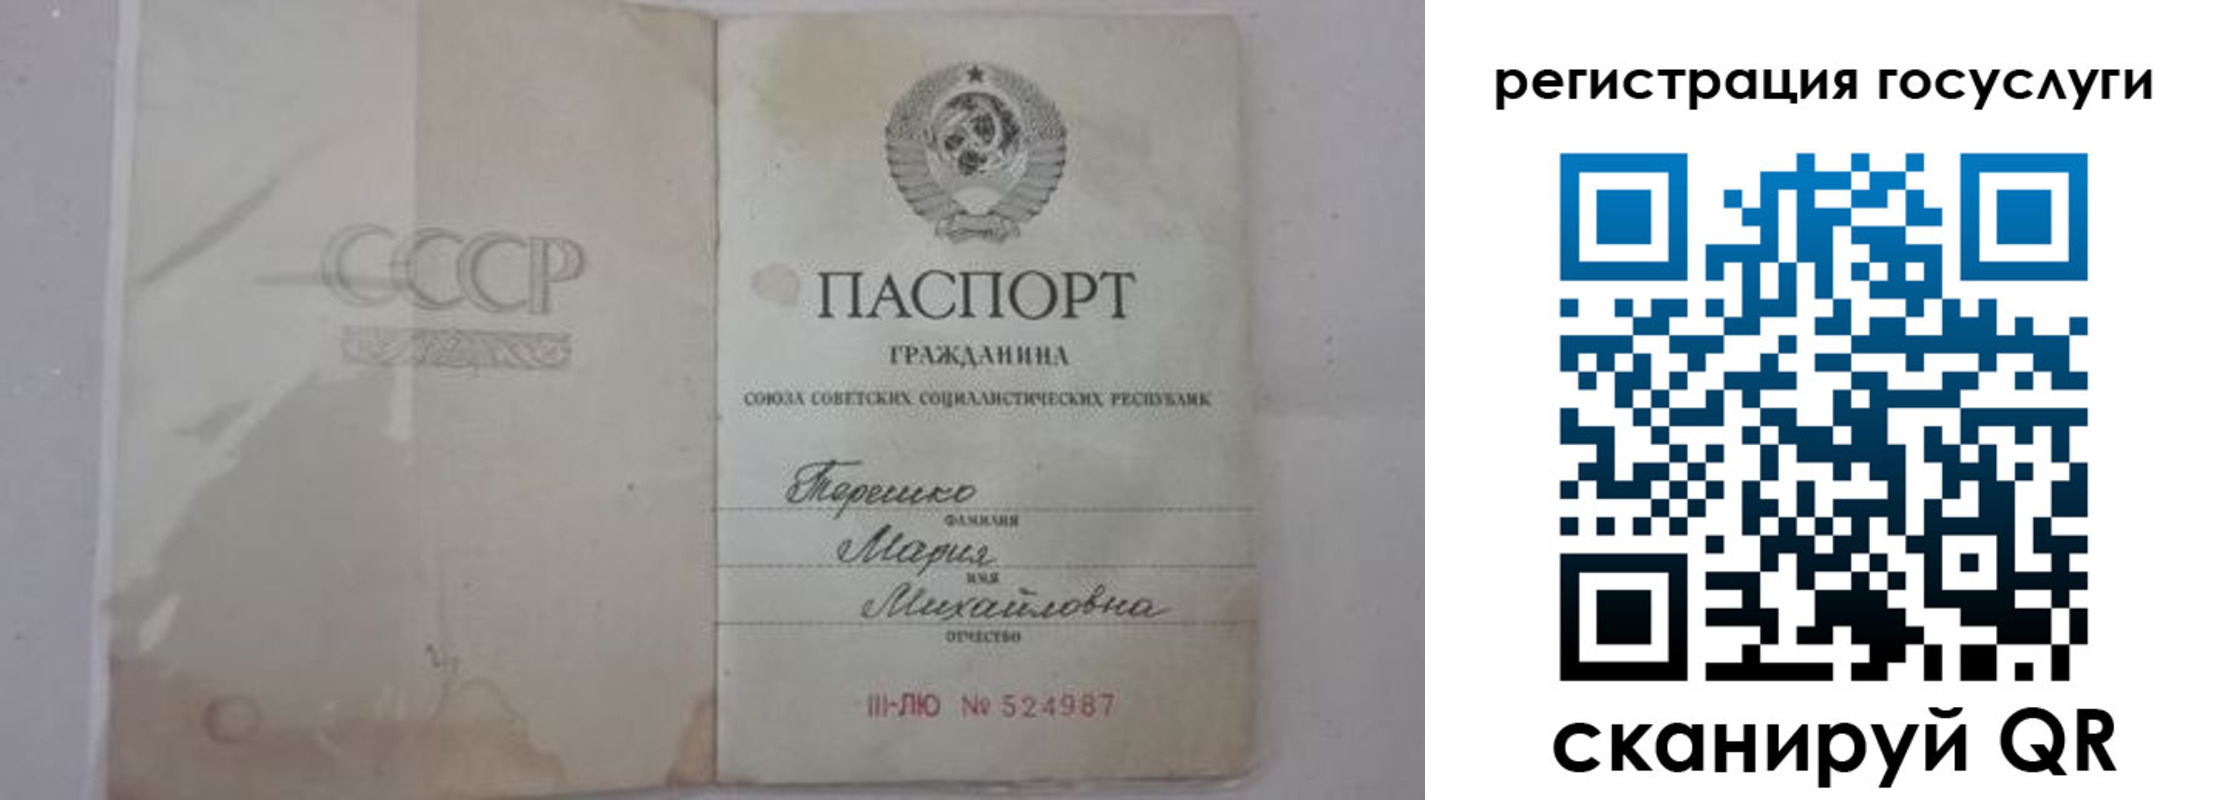 СССР
ПАСПОРТ
ГРАЖДАНИНА
СОЮЗА СОВЕТСКИХ СОЦИАЛИСТИЧЕСКИХ РЕСПУБЛИК
Терешко
ФАМИЛИЯ
Мария
ИМЯ
Михайловна
ОТЧЕСТВО
III-ЛЮ № 524987
регистрация госуслуги
сканируй QR